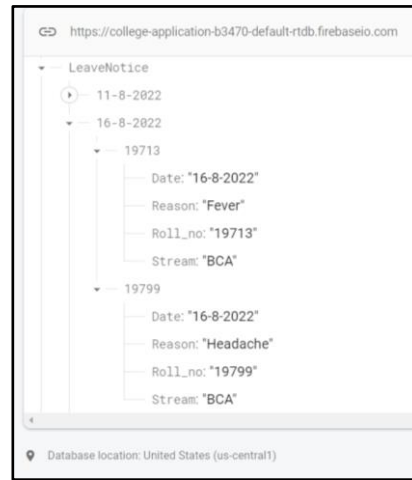 https://college-application-b3470-default-rtdb.firebaseio.com
LeaveNotice
11-8-2022
16-8-2022
19713
Date: "16-8-2022"
Reason: "Fever"
Roll_no: "19713"
Stream: "BCA"
19799
Date: "16-8-2022"
Reason: "Headache"
Roll_no: "19799"
Stream: "BCA"
Database location: United States (us-central1)